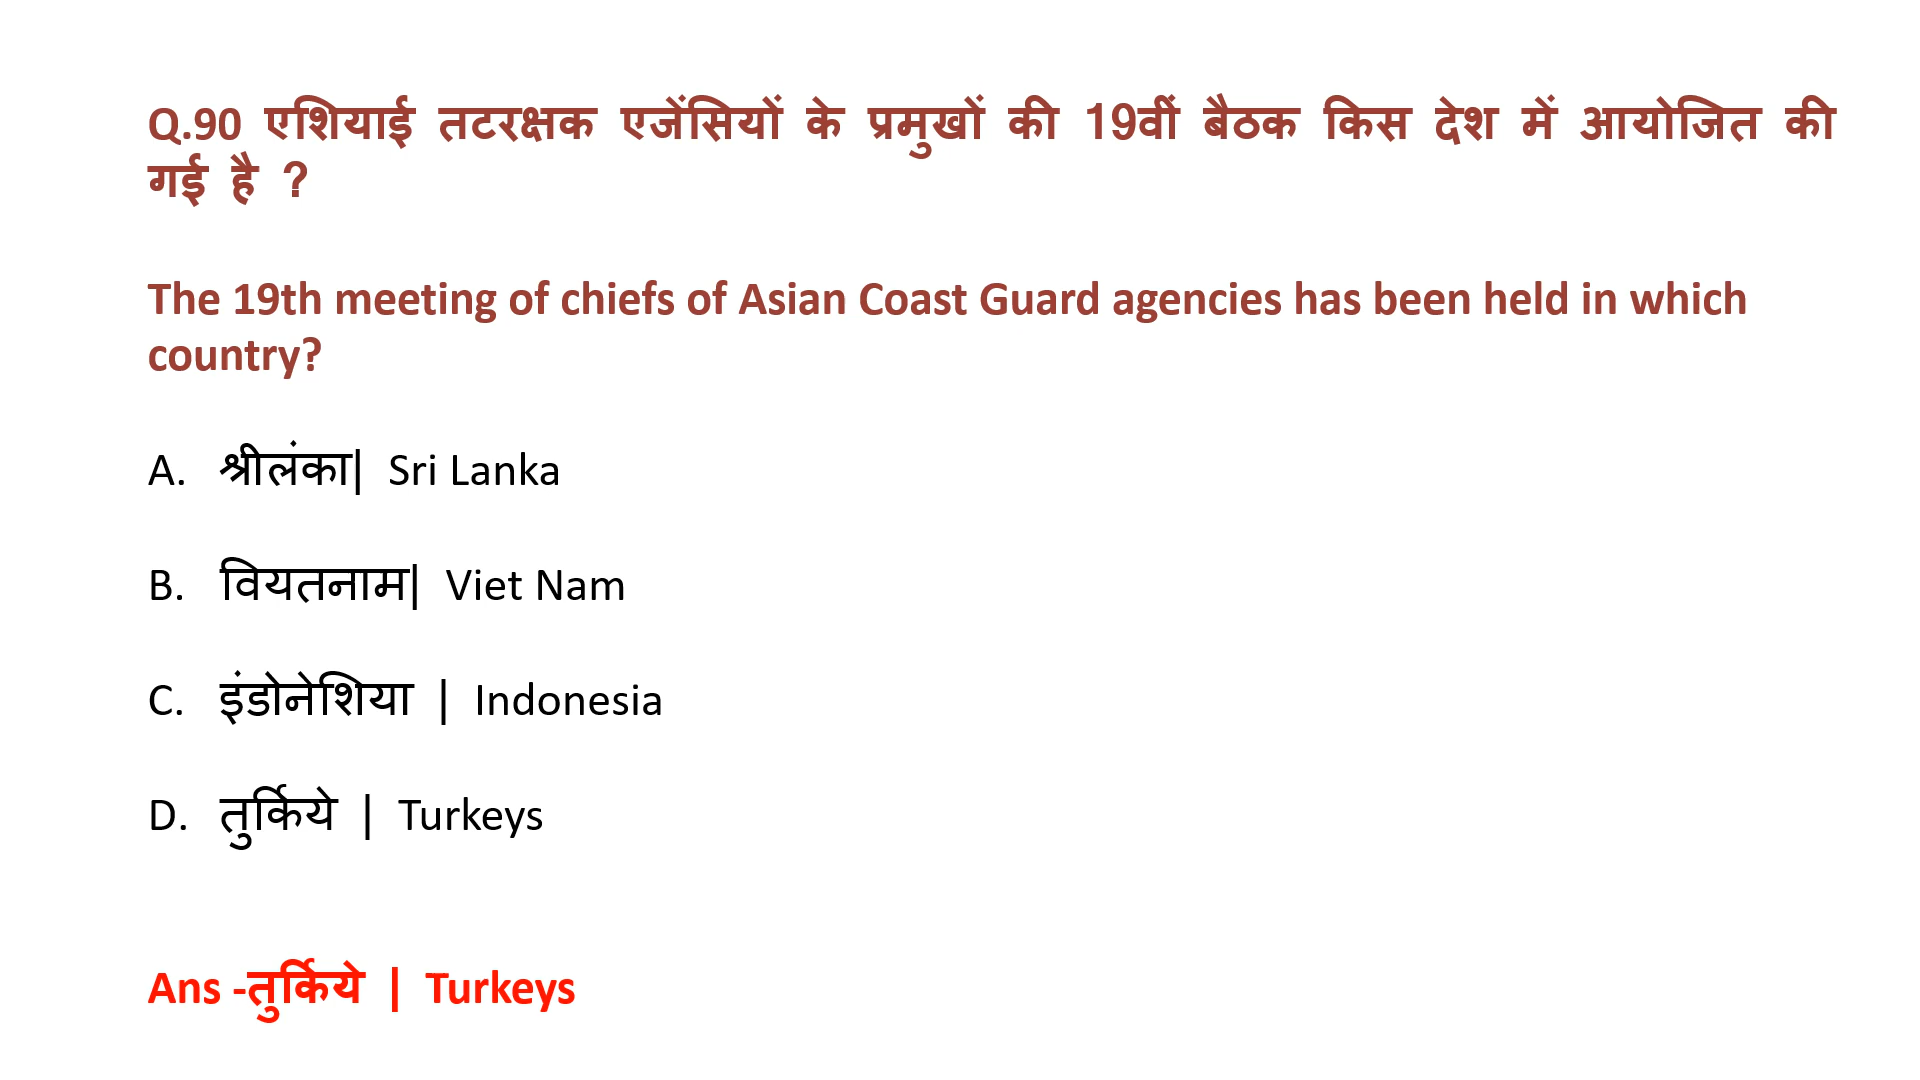 Q.90 एशियाई तटरक्षक एजेंसियों के प्रमुखों की 19वीं बैठक किस देश में आयोजित की
गई है ?
The 19th meeting of chiefs of Asian Coast Guard agencies has been held in which
country?
A. श्रीलंका| Sri Lanka
B. वियतनाम| Viet Nam
C. इंडोनेशिया | Indonesia
D. तुर्किये | Turkeys
Ans -तुर्किये | Turkeys